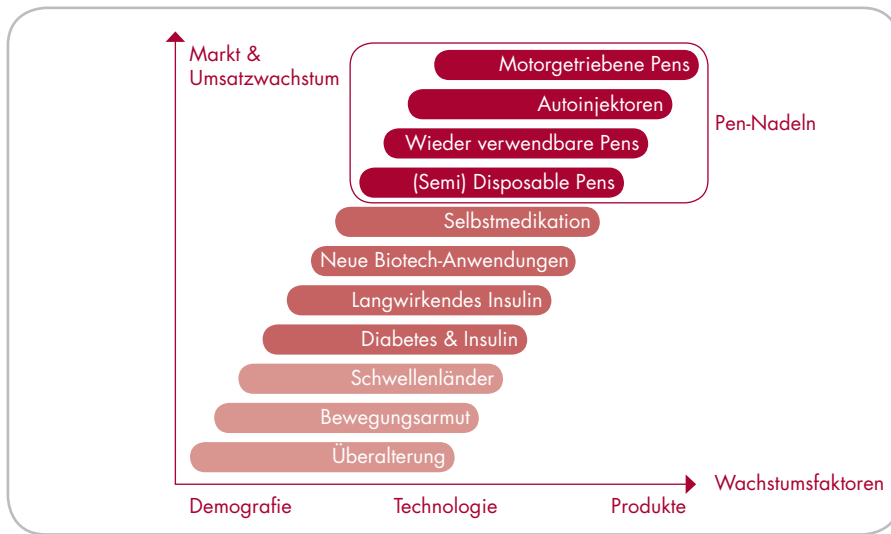 Markt &
Umsatzwachstum
Motorgetriebene Pens
Autoinjektoren
Pen-Nadeln
Wieder verwendbare Pens
(Semi) Disposable Pens
Selbstmedikation
Neue Biotech-Anwendungen
Langwirkendes Insulin
Diabetes & Insulin
Schwellenländer
Bewegungsarmut
Überalterung
Wachstumsfaktoren
Demografie
Technologie
Produkte